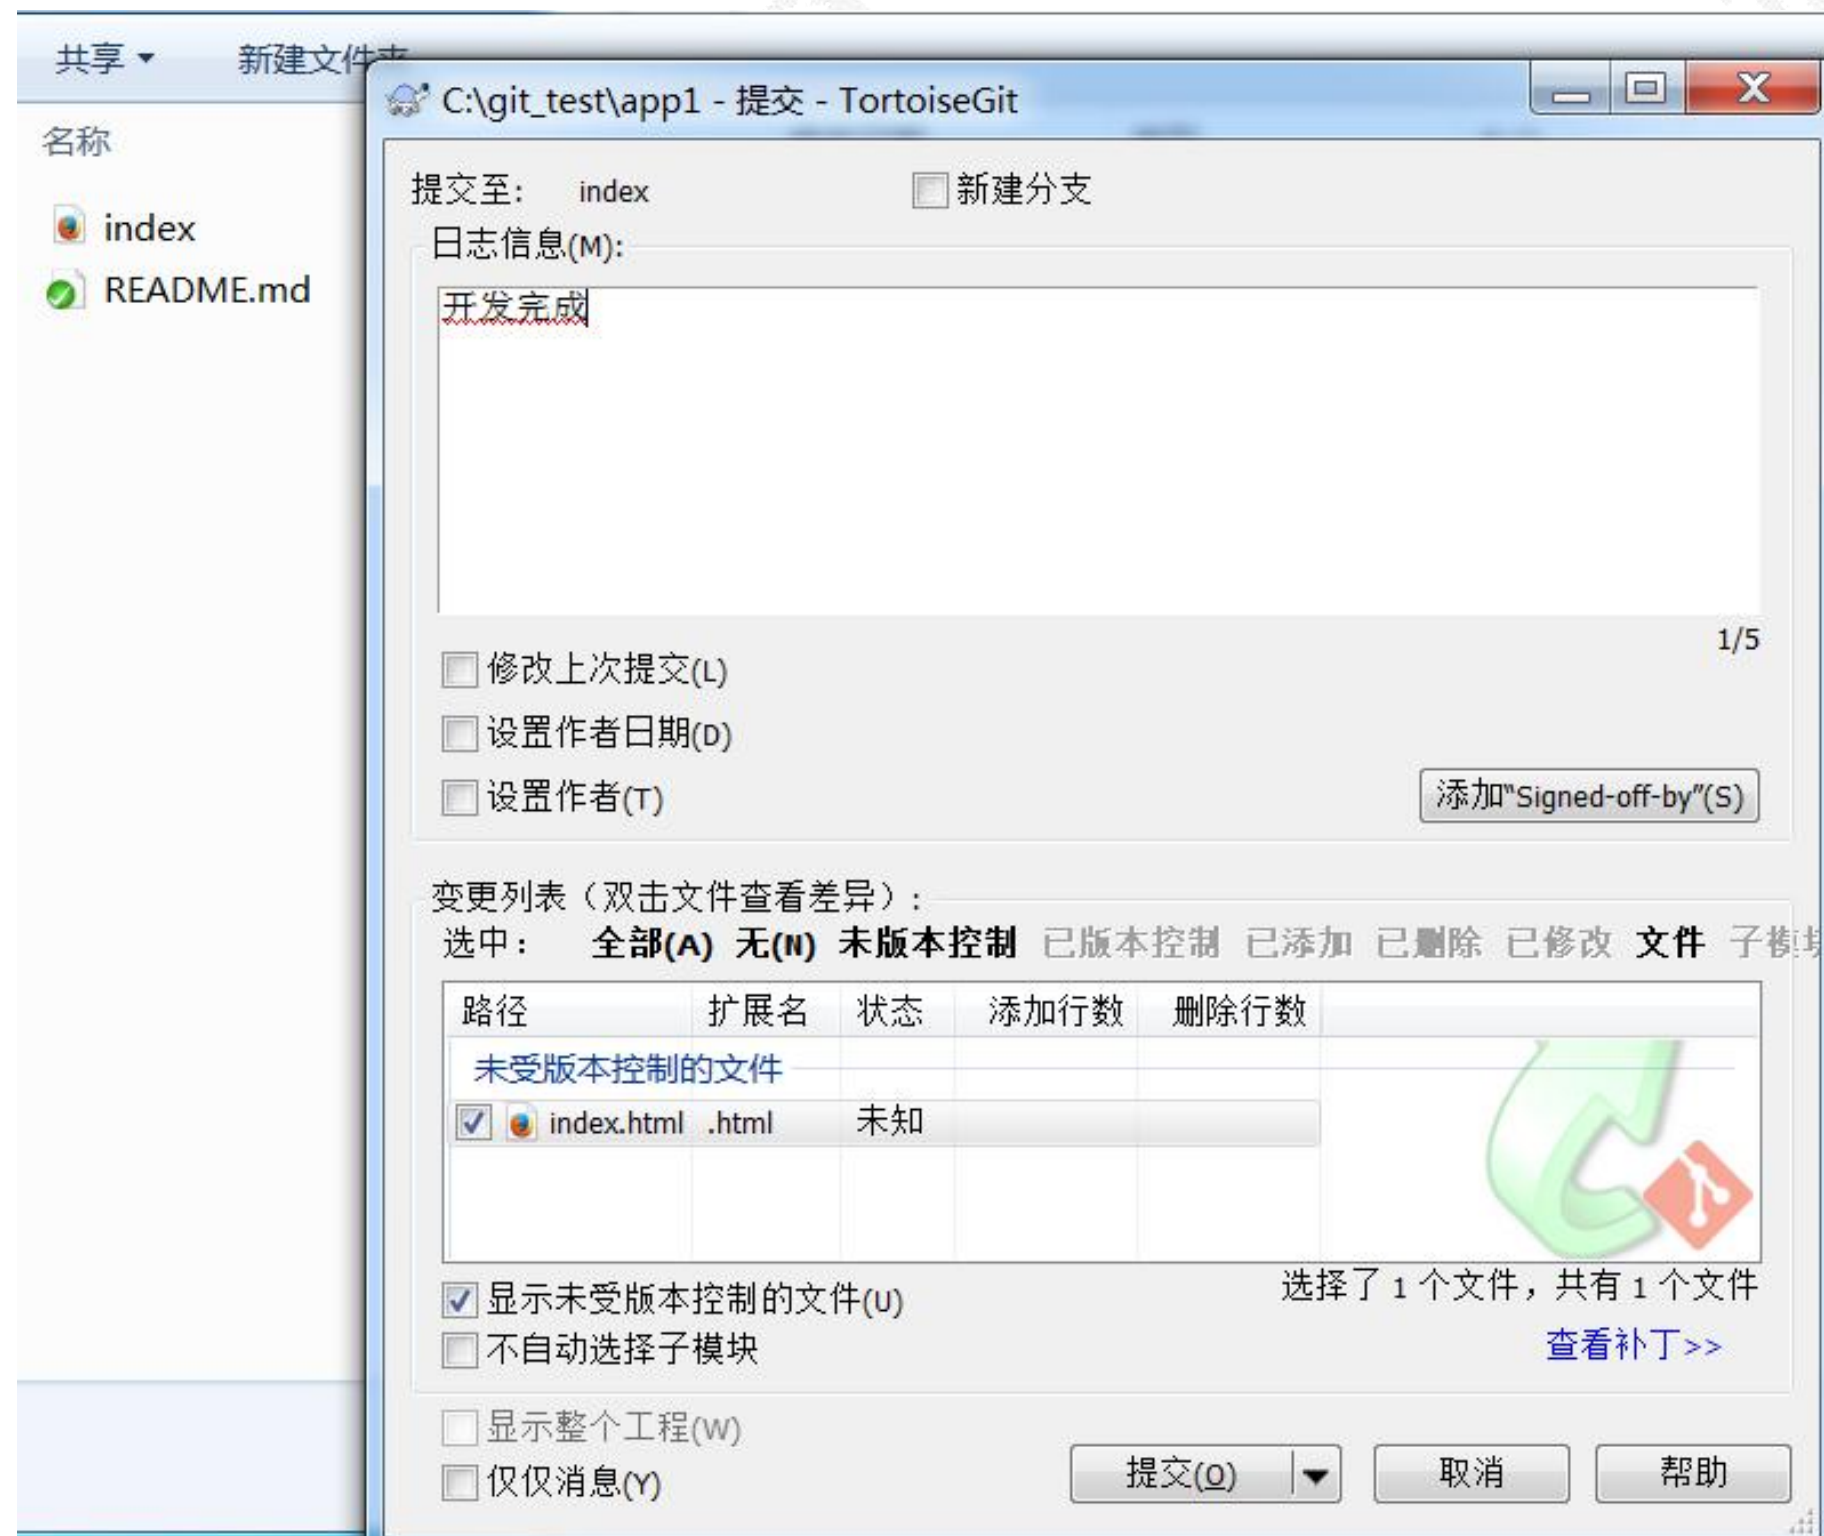 共享 新建文件夹
名称
index
README.md
C:\git_test\app1 - 提交 - TortoiseGit
提交至: index 新建分支
日志信息(M):
开发完成
1/5
修改上次提交(L)
设置作者日期(D)
设置作者(T)
添加"Signed-off-by"(S)
变更列表（双击文件查看差异）:
选中: 全部(A) 无(N) 未版本控制 已版本控制 已添加 已删除 已修改 文件 子模块
路径 扩展名 状态 添加行数 删除行数
未受版本控制的文件
index.html .html 未知
显示未受版本控制的文件(U)
选择了 1 个文件，共有 1 个文件
不自动选择子模块
查看补丁>>
显示整个工程(W)
仅仅消息(Y)
提交(O) 取消 帮助